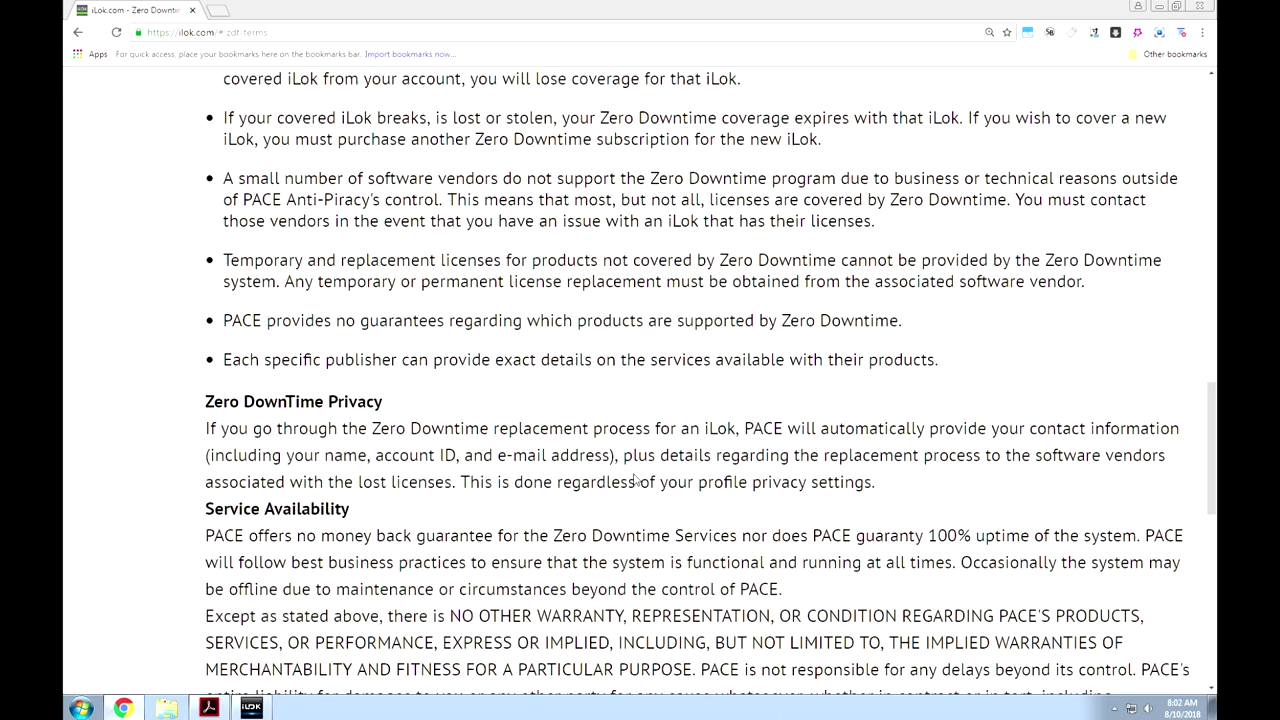 iLok.com - Zero Downtim
https://ilok.com/#!zdt-terms
Apps For quick access, place your bookmarks here on the bookmarks bar. Import bookmarks now...
Other bookmarks
covered iLok from your account, you will lose coverage for that iLok.
• If your covered iLok breaks, is lost or stolen, your Zero Downtime coverage expires with that iLok. If you wish to cover a new
iLok, you must purchase another Zero Downtime subscription for the new iLok.
• A small number of software vendors do not support the Zero Downtime program due to business or technical reasons outside
of PACE Anti-Piracy's control. This means that most, but not all, licenses are covered by Zero Downtime. You must contact
those vendors in the event that you have an issue with an iLok that has their licenses.
• Temporary and replacement licenses for products not covered by Zero Downtime cannot be provided by the Zero Downtime
system. Any temporary or permanent license replacement must be obtained from the associated software vendor.
• PACE provides no guarantees regarding which products are supported by Zero Downtime.
• Each specific publisher can provide exact details on the services available with their products.
Zero DownTime Privacy
If you go through the Zero Downtime replacement process for an iLok, PACE will automatically provide your contact information
(including your name, account ID, and e-mail address), plus details regarding the replacement process to the software vendors
associated with the lost licenses. This is done regardless of your profile privacy settings.
Service Availability
PACE offers no money back guarantee for the Zero Downtime Services nor does PACE guaranty 100% uptime of the system. PACE
will follow best business practices to ensure that the system is functional and running at all times. Occasionally the system may
be offline due to maintenance or circumstances beyond the control of PACE.
Except as stated above, there is NO OTHER WARRANTY, REPRESENTATION, OR CONDITION REGARDING PACE'S PRODUCTS,
SERVICES, OR PERFORMANCE, EXPRESS OR IMPLIED, INCLUDING, BUT NOT LIMITED TO, THE IMPLIED WARRANTIES OF
MERCHANTABILITY AND FITNESS FOR A PARTICULAR PURPOSE. PACE is not responsible for any delays beyond its control. PACE's
iLOK
8:02 AM
8/10/2018